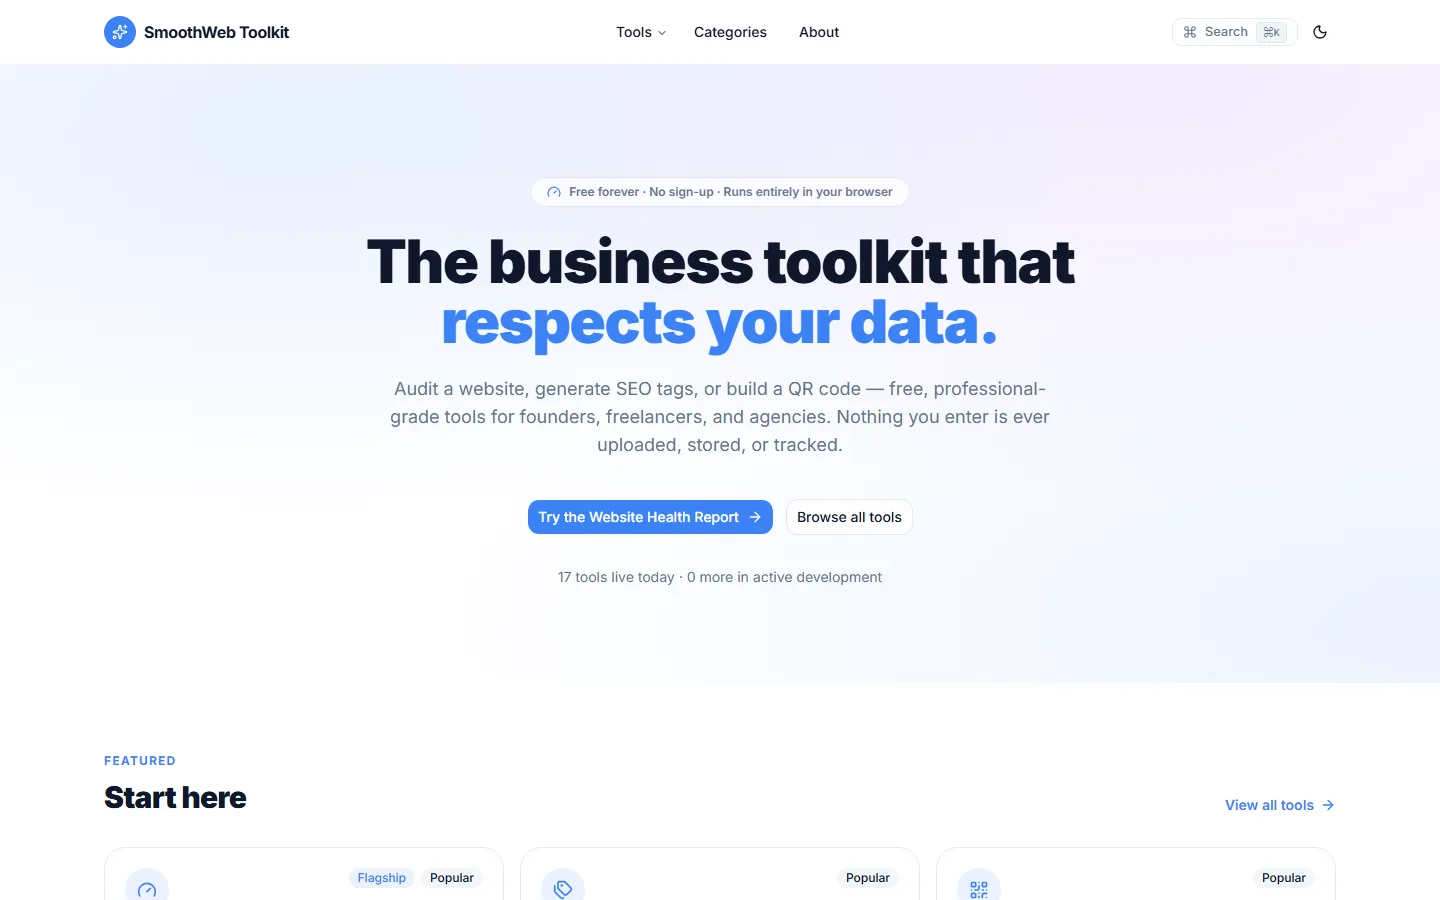 SmoothWeb Toolkit
Tools
Categories
About
⌘ Search ⌘K
Free forever · No sign-up · Runs entirely in your browser
The business toolkit that
respects your data.
Audit a website, generate SEO tags, or build a QR code — free, professional-
grade tools for founders, freelancers, and agencies. Nothing you enter is ever
uploaded, stored, or tracked.
Try the Website Health Report →
Browse all tools
17 tools live today · 0 more in active development
FEATURED
Start here
View all tools →
Flagship
Popular
Popular
Popular